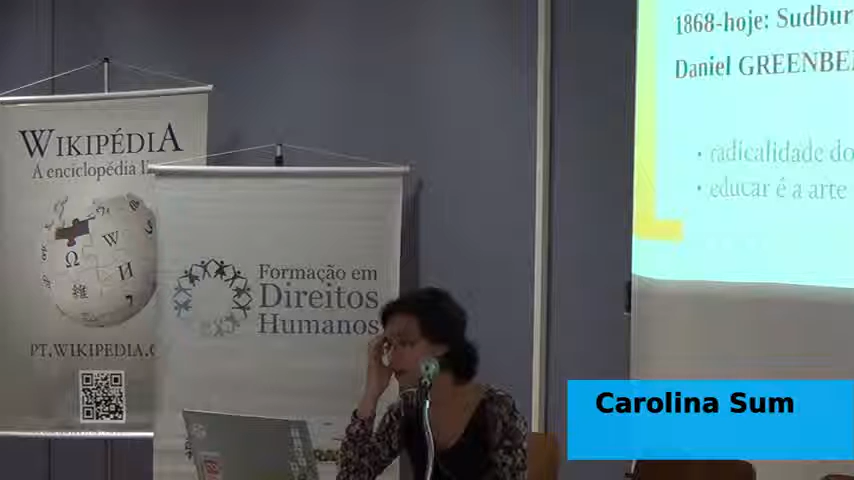 WIKIPÉDIA
A enciclopédia
W
Ω
И
維
PT.WIKIPEDIA.
Formação em
Direitos
Humanos
1868-hoje: Sudbur
Daniel GREENBE
• radicalidade do
• educar é a arte
Carolina Sum